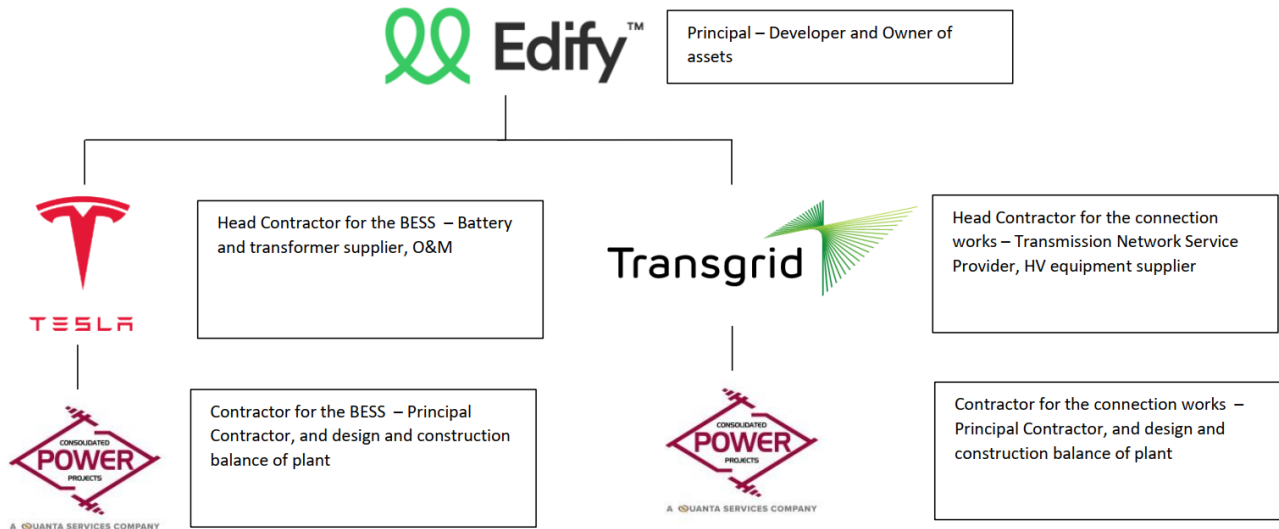 Edify™
Principal – Developer and Owner of
assets
TESLA
Head Contractor for the BESS – Battery
and transformer supplier, O&M
Transgrid
Head Contractor for the connection
works – Transmission Network Service
Provider, HV equipment supplier
CONSOLIDATED
POWER
PROJECTS
A QUANTA SERVICES COMPANY
Contractor for the BESS – Principal
Contractor, and design and construction
balance of plant
CONSOLIDATED
POWER
PROJECTS
A QUANTA SERVICES COMPANY
Contractor for the connection works –
Principal Contractor, and design and
construction balance of plant